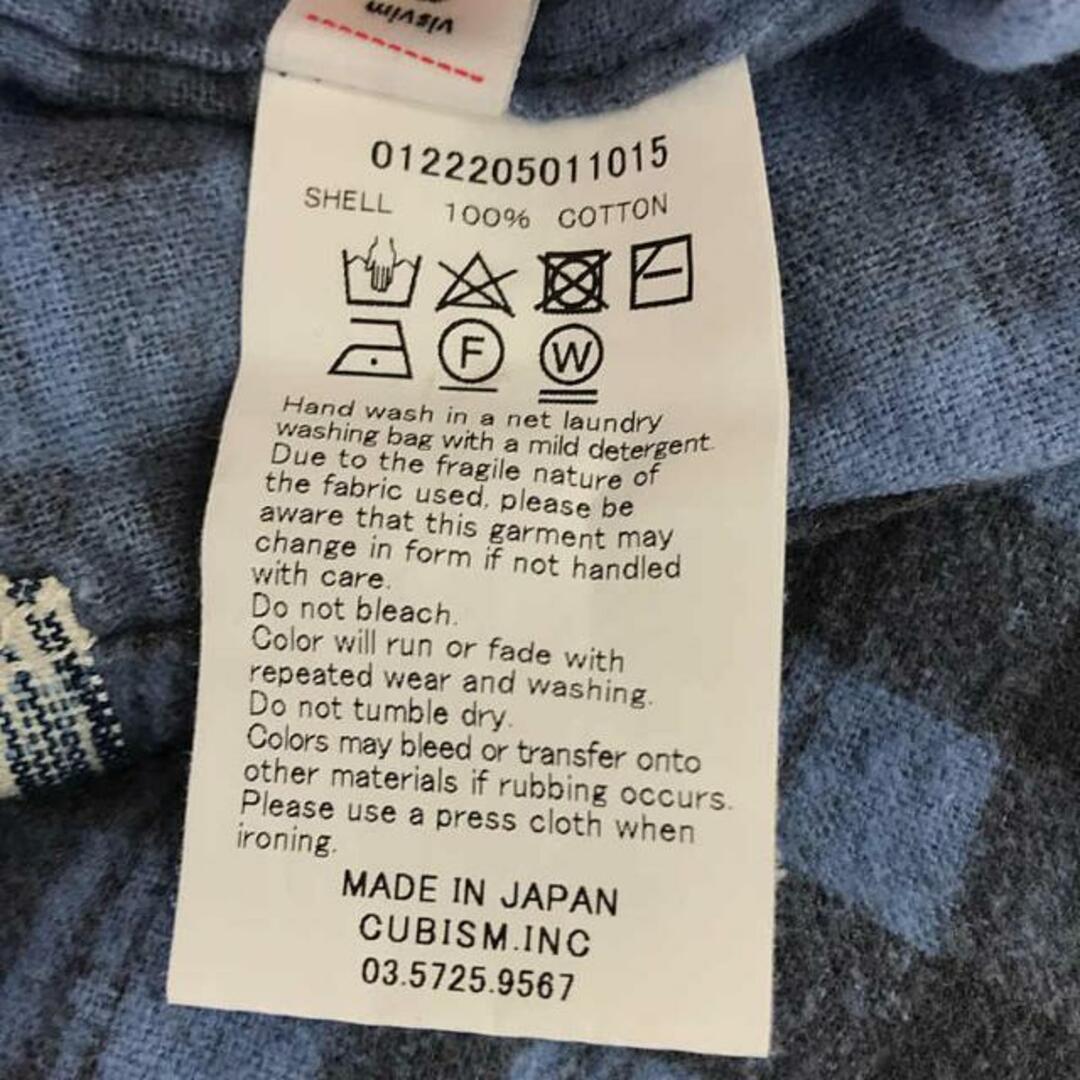 visvim
0122205011015
SHELL 100% COTTON
F W
Hand wash in a net laundry
washing bag with a mild detergent.
Due to the fragile nature of
the fabric used, please be
aware that this garment may
change in form if not handled
with care.
Do not bleach.
Color will run or fade with
repeated wear and washing.
Do not tumble dry.
Colors may bleed or transfer onto
other materials if rubbing occurs.
Please use a press cloth when
ironing.
MADE IN JAPAN
CUBISM.INC
03.5725.9567